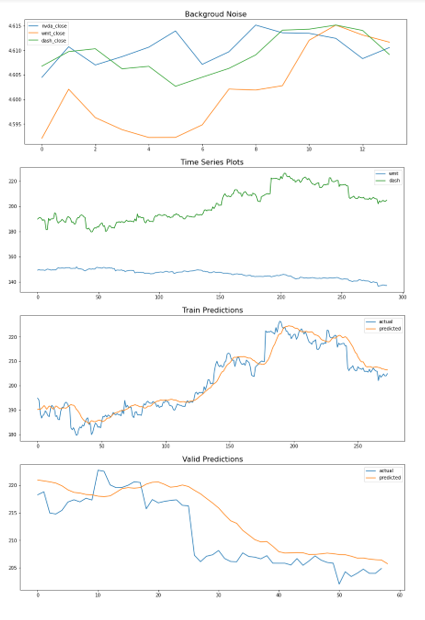 Backgroud Noise
nvda_close
wmt_close
dash_close
4.615
4.610
4.605
4.600
4.595
0 2 4 6 8 10 12
Time Series Plots
wmt
dash
220
200
180
160
140
0 50 100 150 200 250 300
Train Predictions
actual
predicted
220
210
200
190
180
0 50 100 150 200 250
Valid Predictions
actual
predicted
220
215
210
205
0 10 20 30 40 50 60